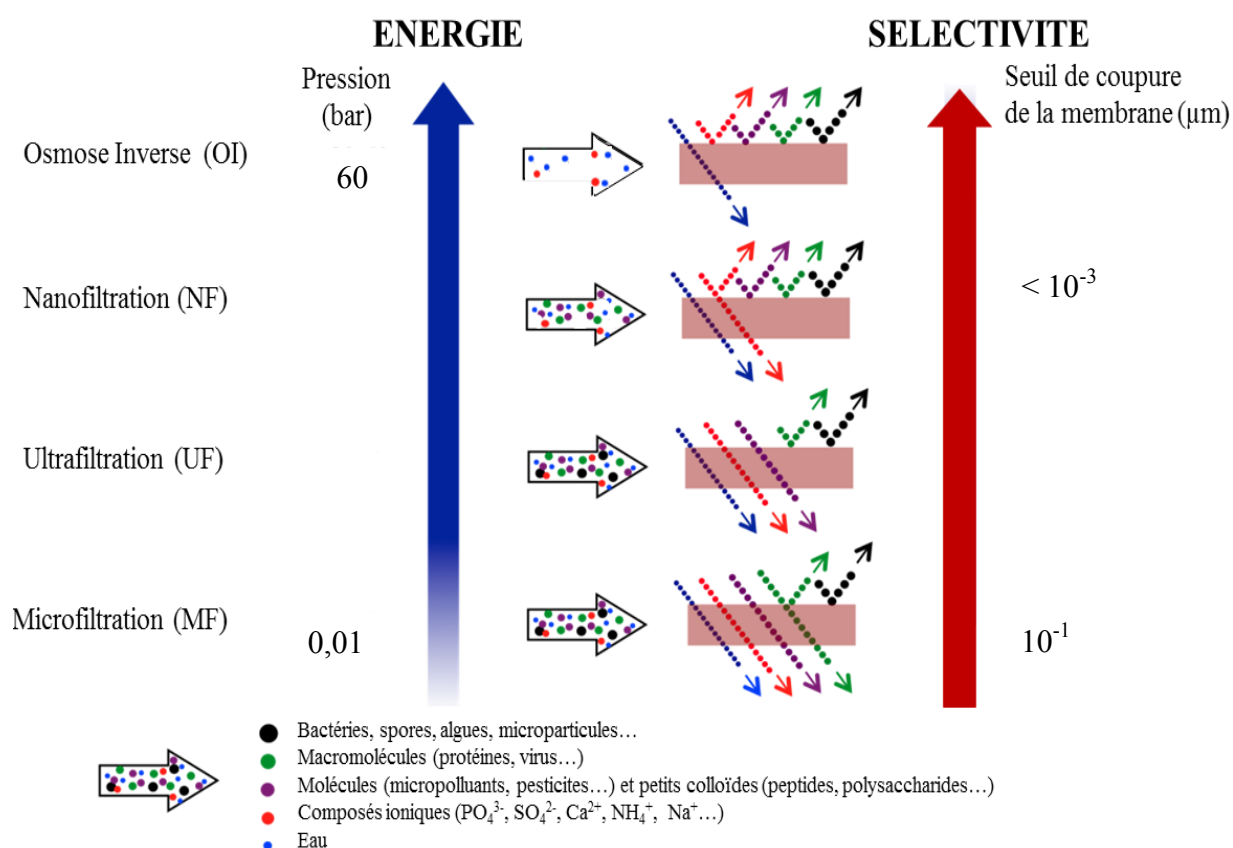 ENERGIE
SELECTIVITE
Pression
(bar)
Seuil de coupure
de la membrane (µm)
Osmose Inverse (OI)
60
Nanofiltration (NF)
< 10⁻³
Ultrafiltration (UF)
Microfiltration (MF)
0,01
10⁻¹
Bactéries, spores, algues, microparticules…
Macromolécules (protéines, virus…)
Molécules (micropolluants, pesticites…) et petits colloïdes (peptides, polysaccharides…)
Composés ioniques (PO₄³⁻, SO₄²⁻, Ca²⁺, NH₄⁺, Na⁺…)
Eau